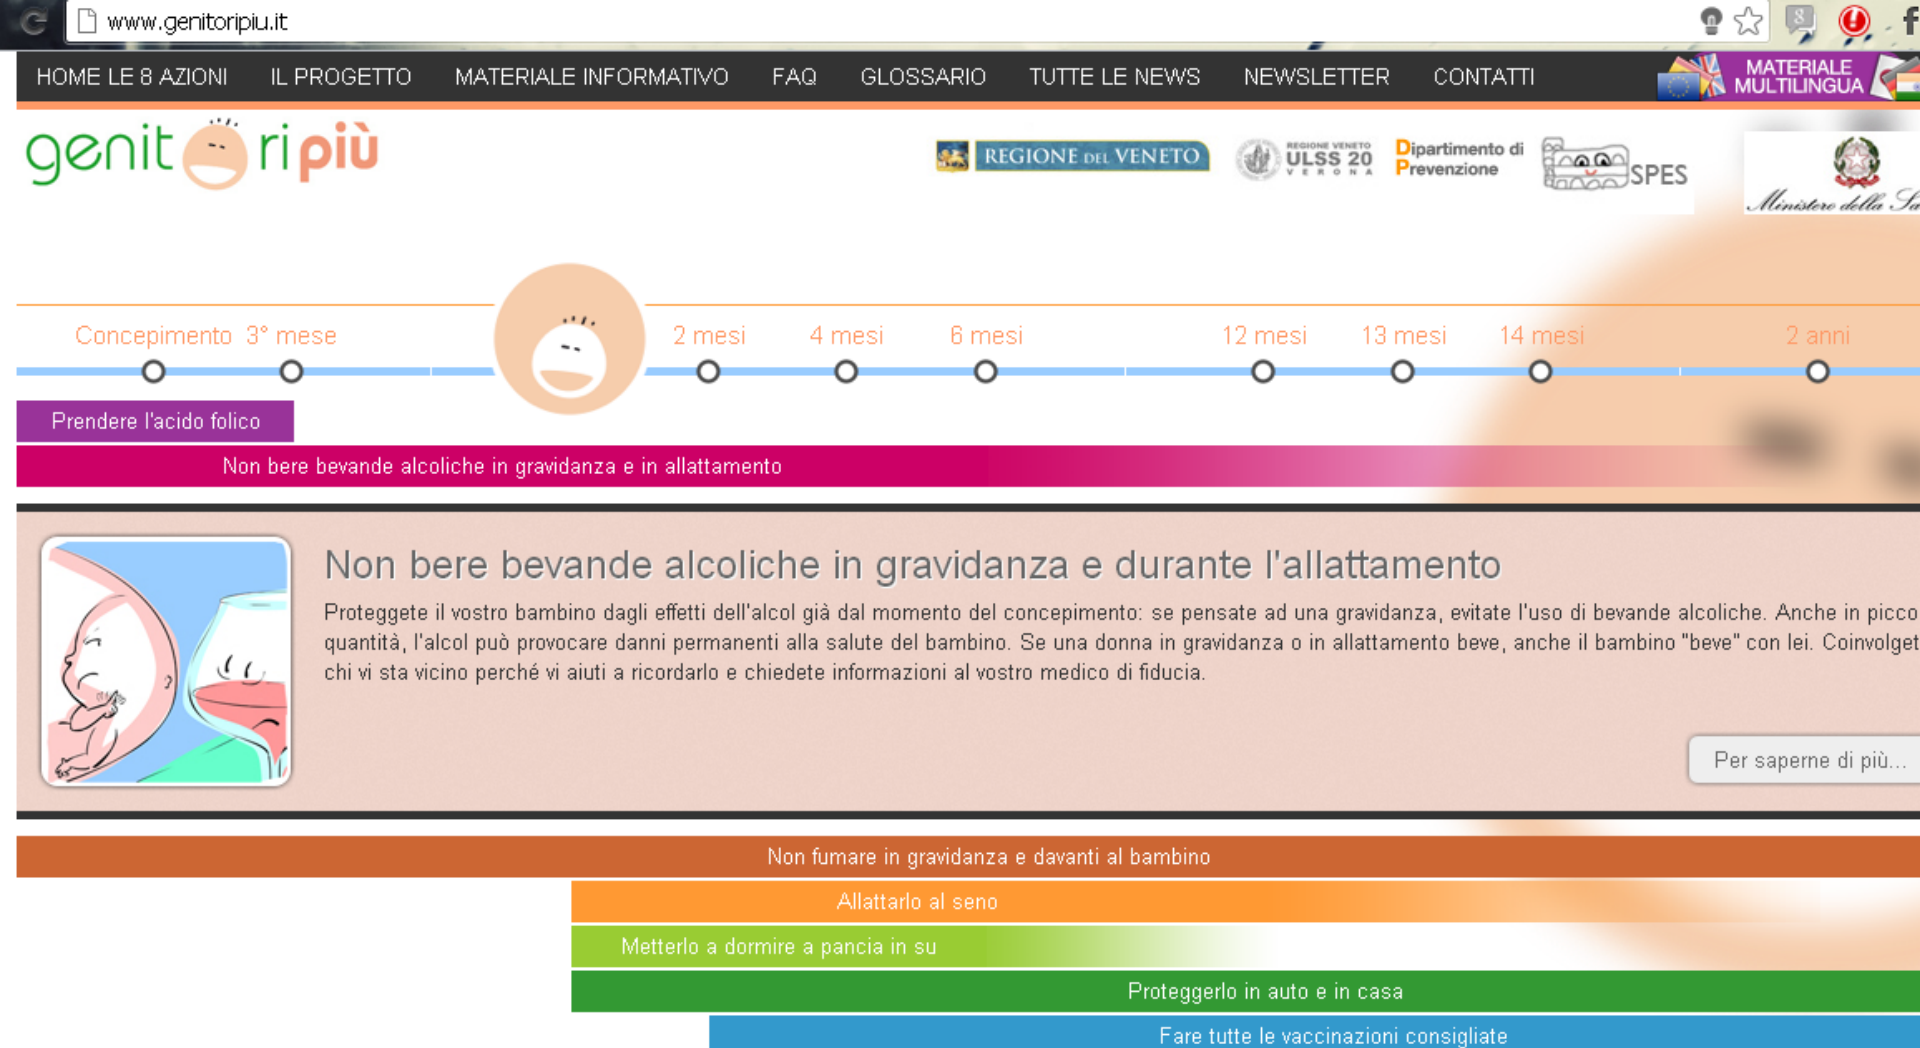 www.genitoripiu.it
HOME LE 8 AZIONI IL PROGETTO MATERIALE INFORMATIVO FAQ GLOSSARIO TUTTE LE NEWS NEWSLETTER CONTATTI MATERIALE MULTILINGUA
genitoripiù
REGIONE DEL VENETO
REGIONE VENETO
ULSS 20
VERONA
Dipartimento di
Prevenzione
SPES
Ministero della Sa
Concepimento 3° mese 2 mesi 4 mesi 6 mesi 12 mesi 13 mesi 14 mesi 2 anni
Prendere l'acido folico
Non bere bevande alcoliche in gravidanza e in allattamento
Non bere bevande alcoliche in gravidanza e durante l'allattamento
Proteggete il vostro bambino dagli effetti dell'alcol già dal momento del concepimento: se pensate ad una gravidanza, evitate l'uso di bevande alcoliche. Anche in picco
quantità, l'alcol può provocare danni permanenti alla salute del bambino. Se una donna in gravidanza o in allattamento beve, anche il bambino "beve" con lei. Coinvolget
chi vi sta vicino perché vi aiuti a ricordarlo e chiedete informazioni al vostro medico di fiducia.
Per saperne di più...
Non fumare in gravidanza e davanti al bambino
Allattarlo al seno
Metterlo a dormire a pancia in su
Proteggerlo in auto e in casa
Fare tutte le vaccinazioni consigliate